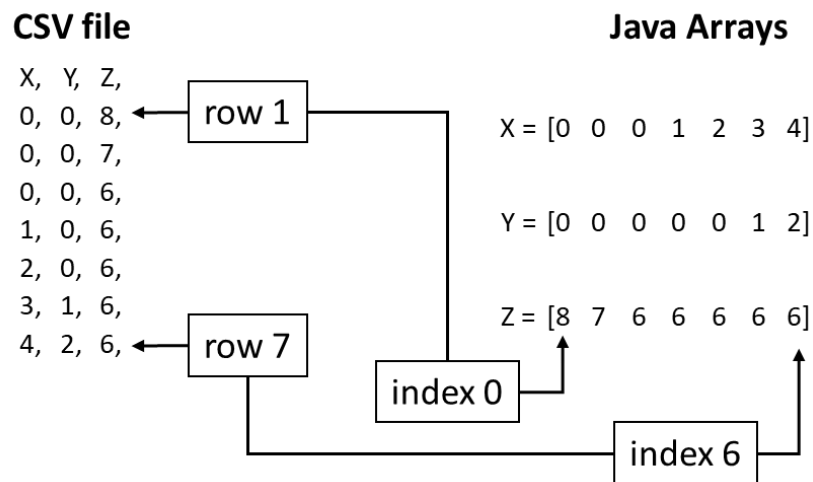 CSV file
X, Y, Z,
0, 0, 8,
0, 0, 7,
0, 0, 6,
1, 0, 6,
2, 0, 6,
3, 1, 6,
4, 2, 6,
row 1
row 7
index 0
index 6
Java Arrays
X = [0 0 0 1 2 3 4]
Y = [0 0 0 0 0 1 2]
Z = [8 7 6 6 6 6 6]